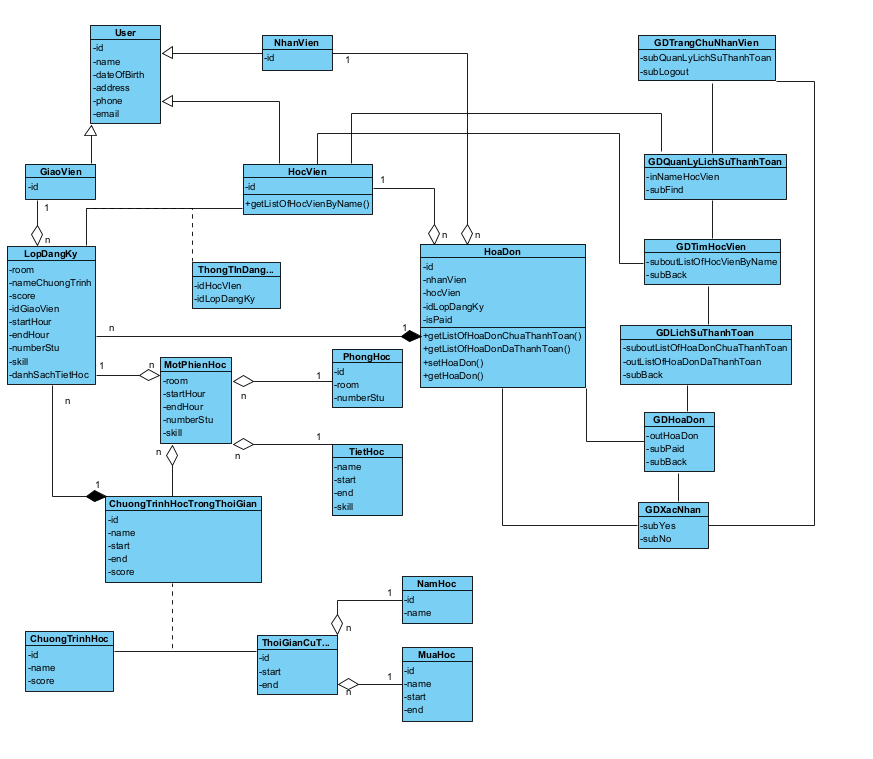 User
-id
-name
-dateOfBirth
-address
-phone
-email
NhanVien
-id
1
GDTrangChuNhanVien
-subQuanLyLichSuThanhToan
-subLogout
GiaoVien
-id
1
n
HocVien
-id
+getListOfHocVienByName()
1
n
n
GDQuanLyLichSuThanhToan
-inNameHocVien
-subFind
GDTimHocVien
-suboutListOfHocVienByName
-subBack
LopDangKy
-room
-nameChuongTrinh
-score
-idGiaoVien
-startHour
-endHour
-numberStu
-skill
-danhSachTietHoc
ThongTInDang...
-idHocVIen
-idLopDangKy
HoaDon
-id
-nhanVien
-hocVien
-idLopDangKy
-isPaid
+getListOfHoaDonChuaThanhToan()
+getListOfHoaDonDaThanhToan()
+setHoaDon()
+getHoaDon()
n
1
GDLichSuThanhToan
-suboutListOfHoaDonChuaThanhToan
-outListOfHoaDonDaThanhToan
-subBack
1
n
MotPhienHoc
-room
-startHour
-endHour
-numberStu
-skill
n
1
PhongHoc
-id
-room
-numberStu
n
1
TietHoc
-name
-start
-end
-skill
GDHoaDon
-outHoaDon
-subPaid
-subBack
n
1
n
ChuongTrinhHocTrongThoiGian
-id
-name
-start
-end
-score
GDXacNhan
-subYes
-subNo
ChuongTrinhHoc
-id
-name
-score
ThoiGianCuT...
-id
-start
-end
n
1
NamHoc
-id
-name
n
1
MuaHoc
-id
-name
-start
-end